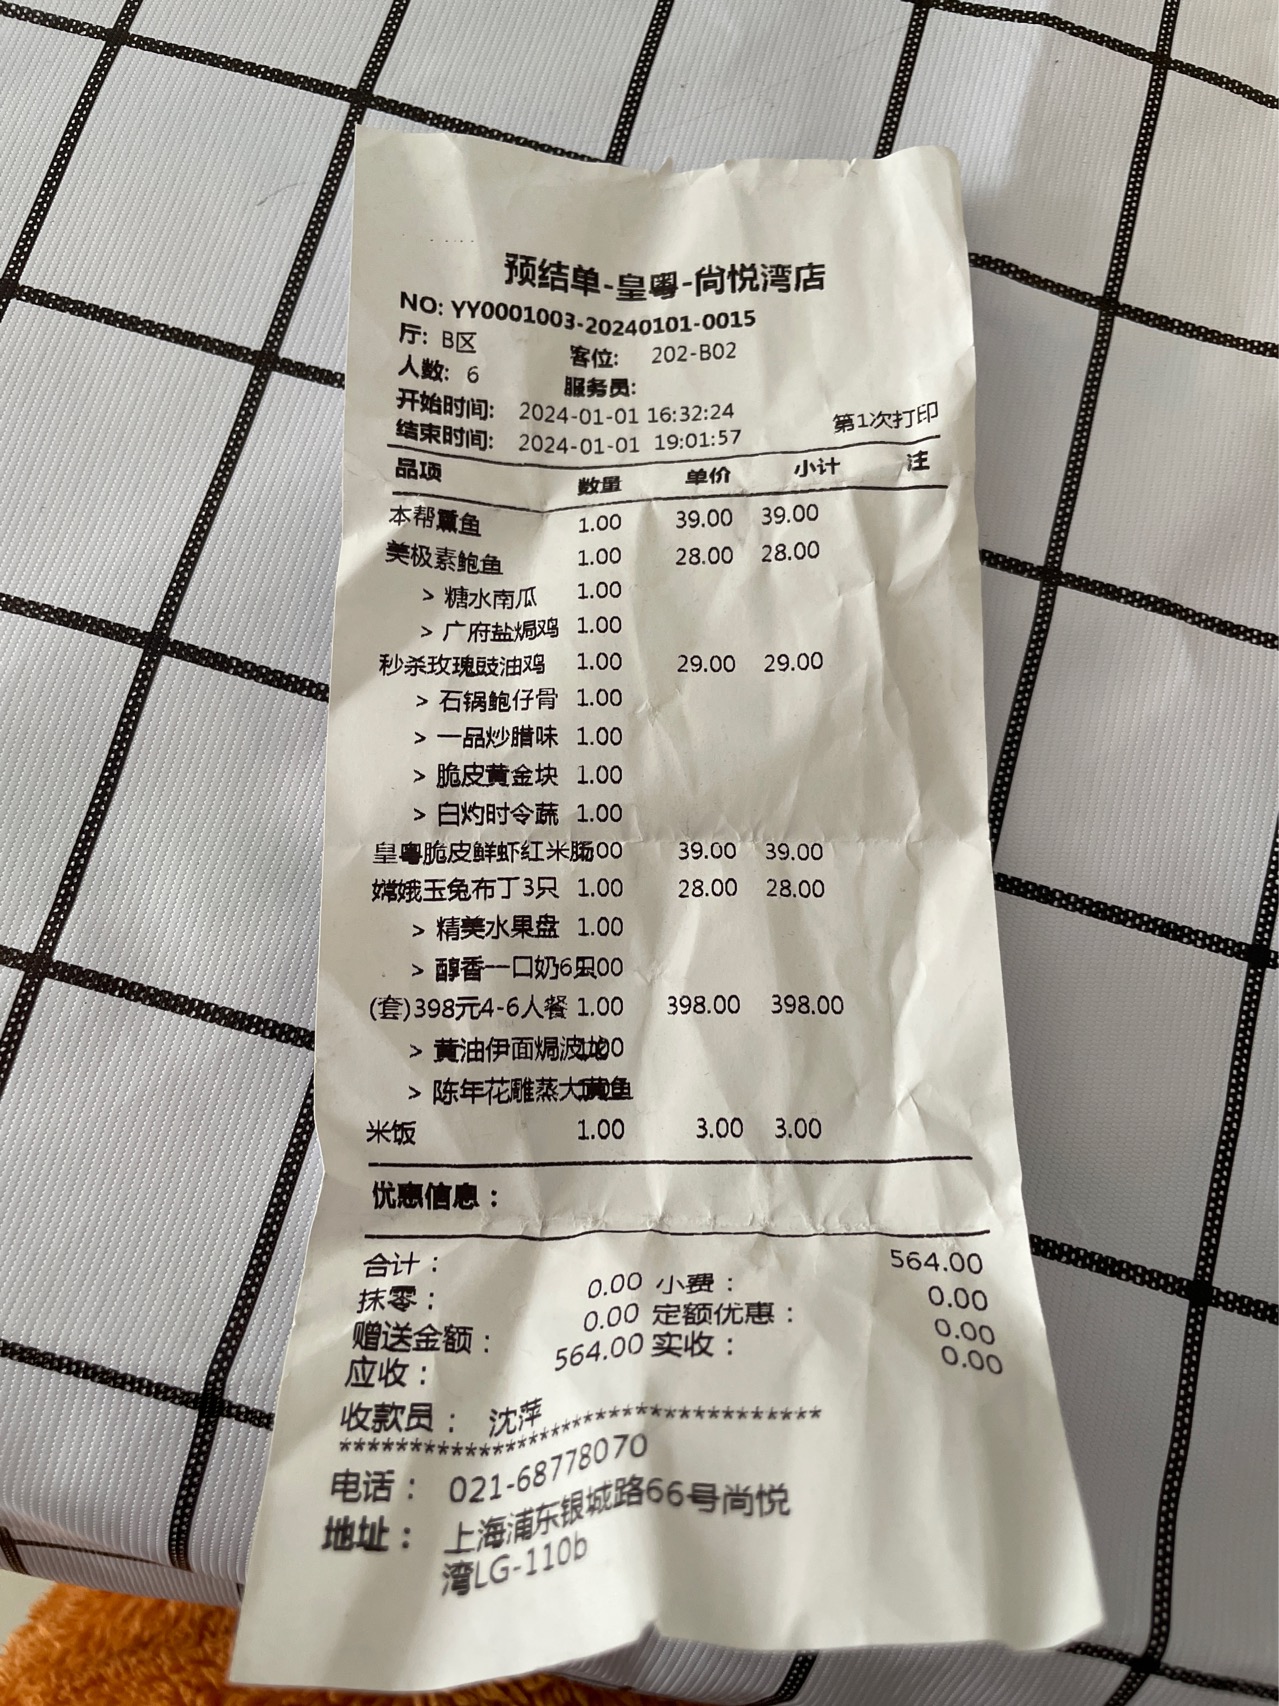 预结单-皇粤-尚悦湾店
NO: YY0001003-20240101-0015
厅: B区 客位: 202-B02
人数: 6 服务员:
开始时间: 2024-01-01 16:32:24
结束时间: 2024-01-01 19:01:57 第1次打印
品项 数量 单价 小计 注
本帮熏鱼 1.00 39.00 39.00
美极素鲍鱼 1.00 28.00 28.00
> 糖水南瓜 1.00
> 广府盐焗鸡 1.00
秒杀玫瑰豉油鸡 1.00 29.00 29.00
> 石锅鲍仔骨 1.00
> 一品炒腊味 1.00
> 脆皮黄金块 1.00
> 白灼时令蔬 1.00
皇粤脆皮鲜虾红米肠 1.00 39.00 39.00
嫦娥玉兔布丁3只 1.00 28.00 28.00
> 精美水果盘 1.00
> 醇香一口奶6只 1.00
(套)398元4-6人餐 1.00 398.00 398.00
> 黄油伊面焗波龙 1.00
> 陈年花雕蒸大黄鱼
米饭 1.00 3.00 3.00
优惠信息：
合计： 564.00
抹零： 0.00 小费： 0.00
赠送金额： 0.00 定额优惠： 0.00
应收： 564.00 实收： 0.00
收款员： 沈萍
**********************************
电话： 021-68778070
地址： 上海浦东银城路66号尚悦
湾LG-110b